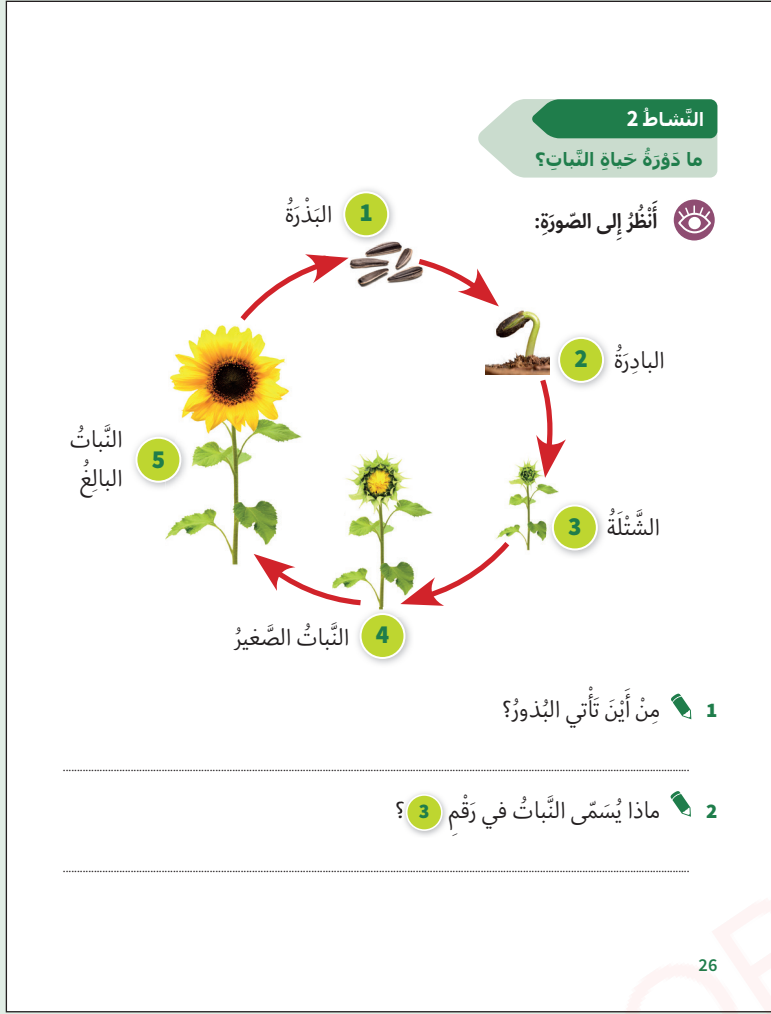 النَّشاطُ 2
ما دَوْرَةُ حَياةِ النَّباتِ؟
أَنْظُرُ إِلى الصّورَةِ:
1 البَذْرَةُ
2 البادِرَةُ
3 الشَّتْلَةُ
4 النَّباتُ الصَّغيرُ
5 النَّباتُ
البالِغُ
1 مِنْ أَيْنَ تَأْتي البُذورُ؟
2 ماذا يُسَمّى النَّباتُ في رَقْمِ 3 ؟
26